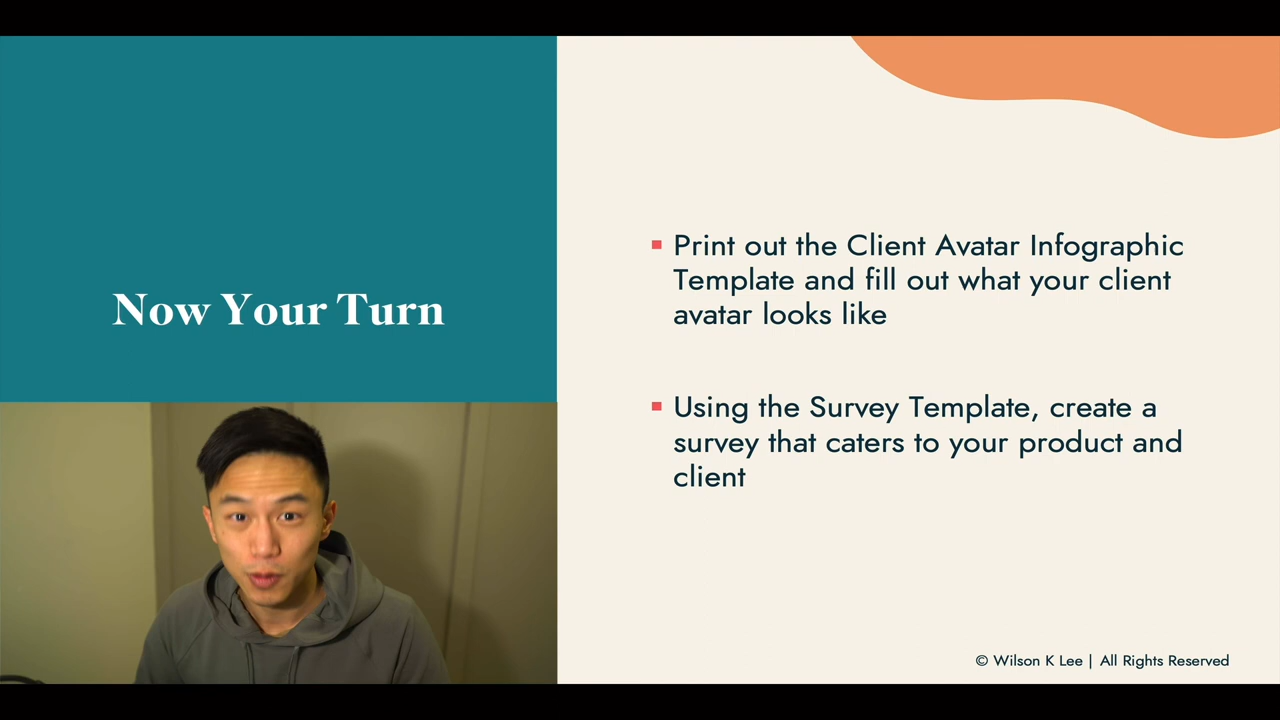 Now Your Turn
Print out the Client Avatar Infographic
Template and fill out what your client
avatar looks like
Using the Survey Template, create a
survey that caters to your product and
client
© Wilson K Lee | All Rights Reserved